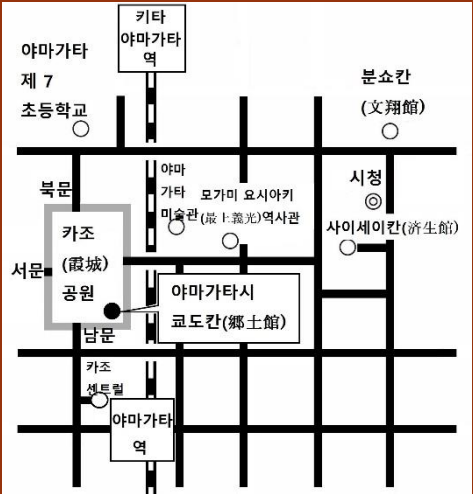 키타
야마가타
역
야마가타
제 7
초등학교
분쇼칸
(文翔館)
북문
야마
가타
미술관
모가미 요시아키
(最上義光)역사관
시청
사이세이칸(済生館)
카조
(霞城)
공원
서문
야마가타시
쿄도칸(郷土館)
남문
카조
센트럴
야마가타
역